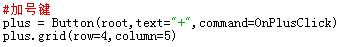 #加号键
plus = Button(root,text="+",command=OnPlusClick)
plus.grid(row=4,column=5)